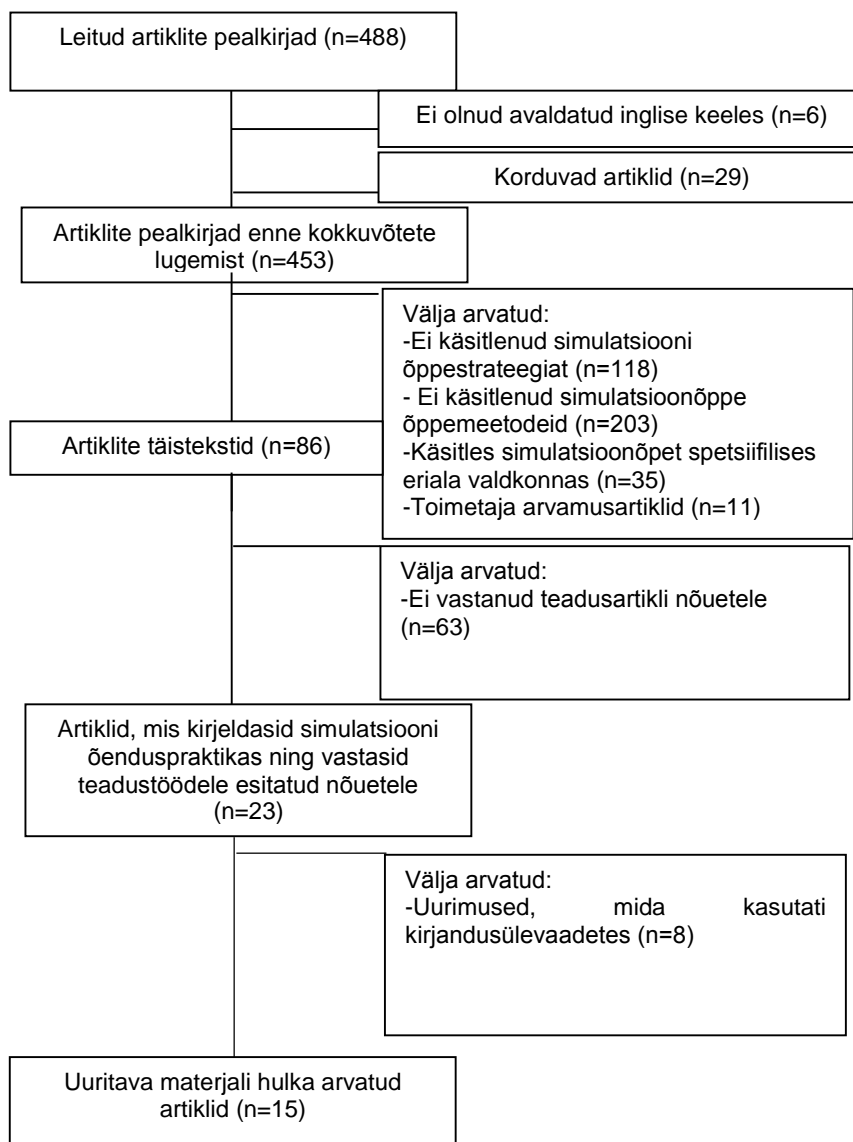 Leitud artiklite pealkirjad (n=488)
Ei olnud avaldatud inglise keeles (n=6)
Korduvad artiklid (n=29)
Artiklite pealkirjad enne kokkuvõtete
lugemist (n=453)
Välja arvatud:
-Ei käsitlenud simulatsiooni
õppestrateegiat (n=118)
- Ei käsitlenud simulatsioonõppe
õppemeetodeid (n=203)
-Käsitles simulatsioonõpet spetsiifilises
eriala valdkonnas (n=35)
-Toimetaja arvamusartiklid (n=11)
Artiklite täistekstid (n=86)
Välja arvatud:
-Ei vastanud teadusartikli nõuetele
(n=63)
Artiklid, mis kirjeldasid simulatsiooni
õenduspraktikas ning vastasid
teadustöödele esitatud nõuetele
(n=23)
Välja arvatud:
-Uurimused, mida kasutati
kirjandusülevaadetes (n=8)
Uuritava materjali hulka arvatud
artiklid (n=15)